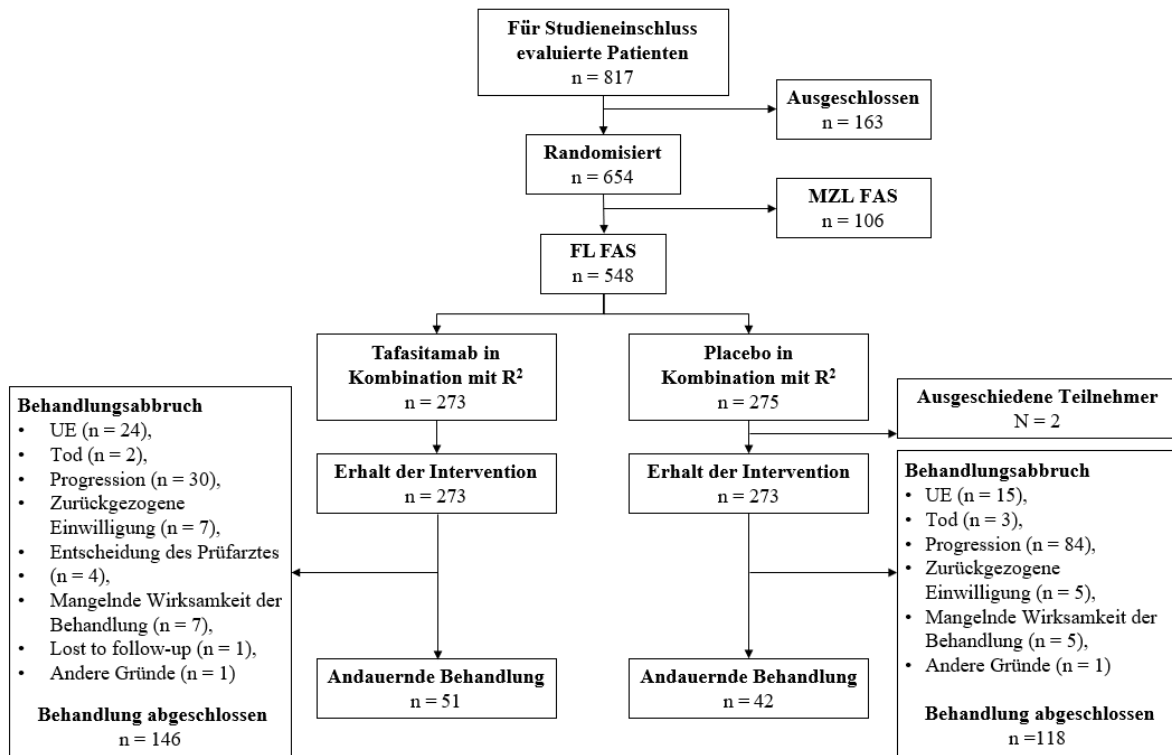 Für Studieneinschluss
evaluierte Patienten
n = 817
Ausgeschlossen
n = 163
Randomisiert
n = 654
MZL FAS
n = 106
FL FAS
n = 548
Tafasitamab in
Kombination mit R²
n = 273
Placebo in
Kombination mit R²
n = 275
Ausgeschiedene Teilnehmer
N = 2
Erhalt der Intervention
n = 273
Erhalt der Intervention
n = 273
Behandlungsabbruch
• UE (n = 24),
• Tod (n = 2),
• Progression (n = 30),
• Zurückgezogene
Einwilligung (n = 7),
• Entscheidung des Prüfarztes
• (n = 4),
• Mangelnde Wirksamkeit der
Behandlung (n = 7),
• Lost to follow-up (n = 1),
• Andere Gründe (n = 1)
Behandlung abgeschlossen
n = 146
Behandlungsabbruch
• UE (n = 15),
• Tod (n = 3),
• Progression (n = 84),
• Zurückgezogene
Einwilligung (n = 5),
• Mangelnde Wirksamkeit der
Behandlung (n = 5),
• Andere Gründe (n = 1)
Behandlung abgeschlossen
n =118
Andauernde Behandlung
n = 51
Andauernde Behandlung
n = 42